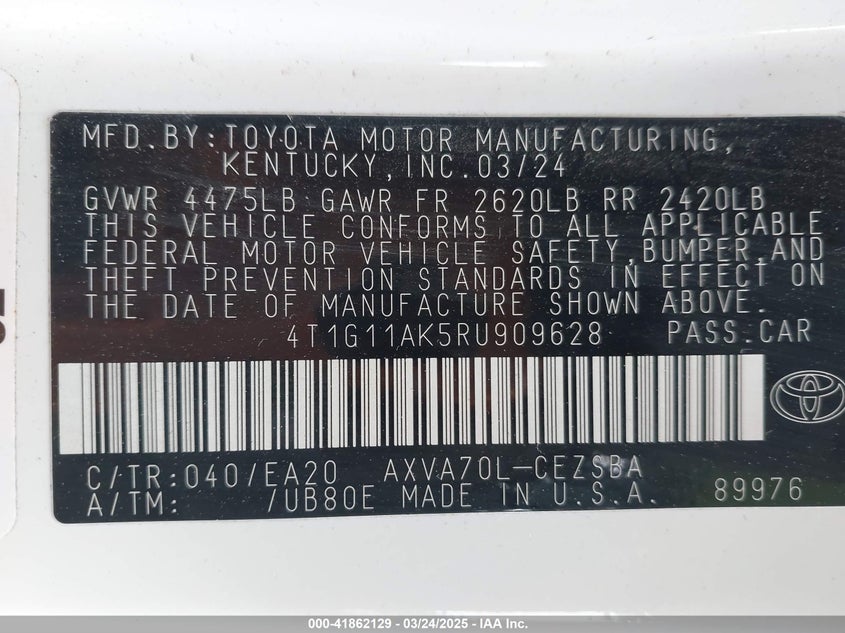 MFD. BY: TOYOTA MOTOR MANUFACTURING,
KENTUCKY, INC. 03/24
GVWR 4475LB GAWR FR 2620LB RR 2420LB
THIS VEHICLE CONFORMS TO ALL APPLICABLE
FEDERAL MOTOR VEHICLE SAFETY, BUMPER, AND
THEFT PREVENTION STANDARDS IN EFFECT ON
THE DATE OF MANUFACTURE SHOWN ABOVE.
4T1G11AK5RU909628 PASS. CAR
C/TR: 040/EA20 AXVA70L-CEZSBA
A/TM: /UB80E MADE IN U.S.A. 89976
000-41862129 - 03/24/2025 - IAA Inc.